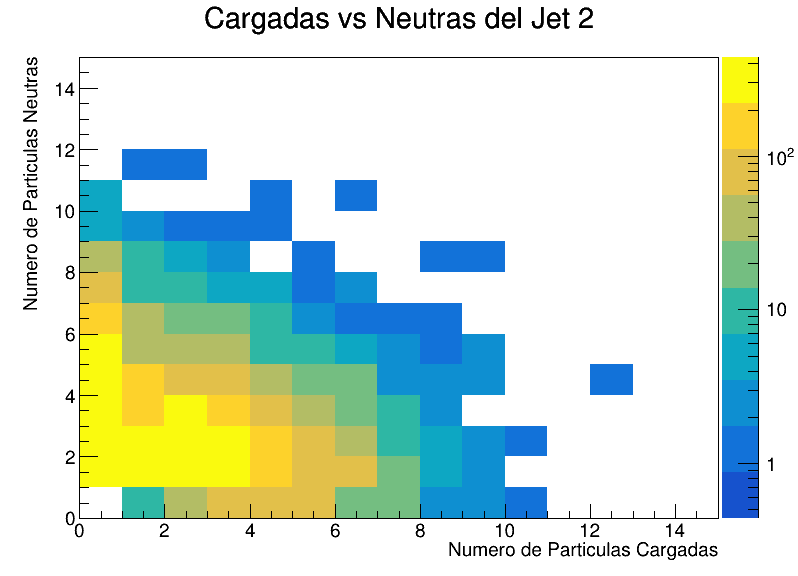 Cargadas vs Neutras del Jet 2
Numero de Particulas Neutras
14
12
10
8
6
4
2
0
0 2 4 6 8 10 12 14
Numero de Particulas Cargadas
10²
10
1